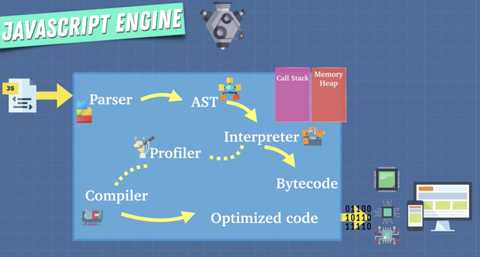 JAVASCRIPT ENGINE
JS
Parser
AST
Call Stack
Memory
Heap
Interpreter
Profiler
Bytecode
Compiler
Optimized code
01100
10110
11110